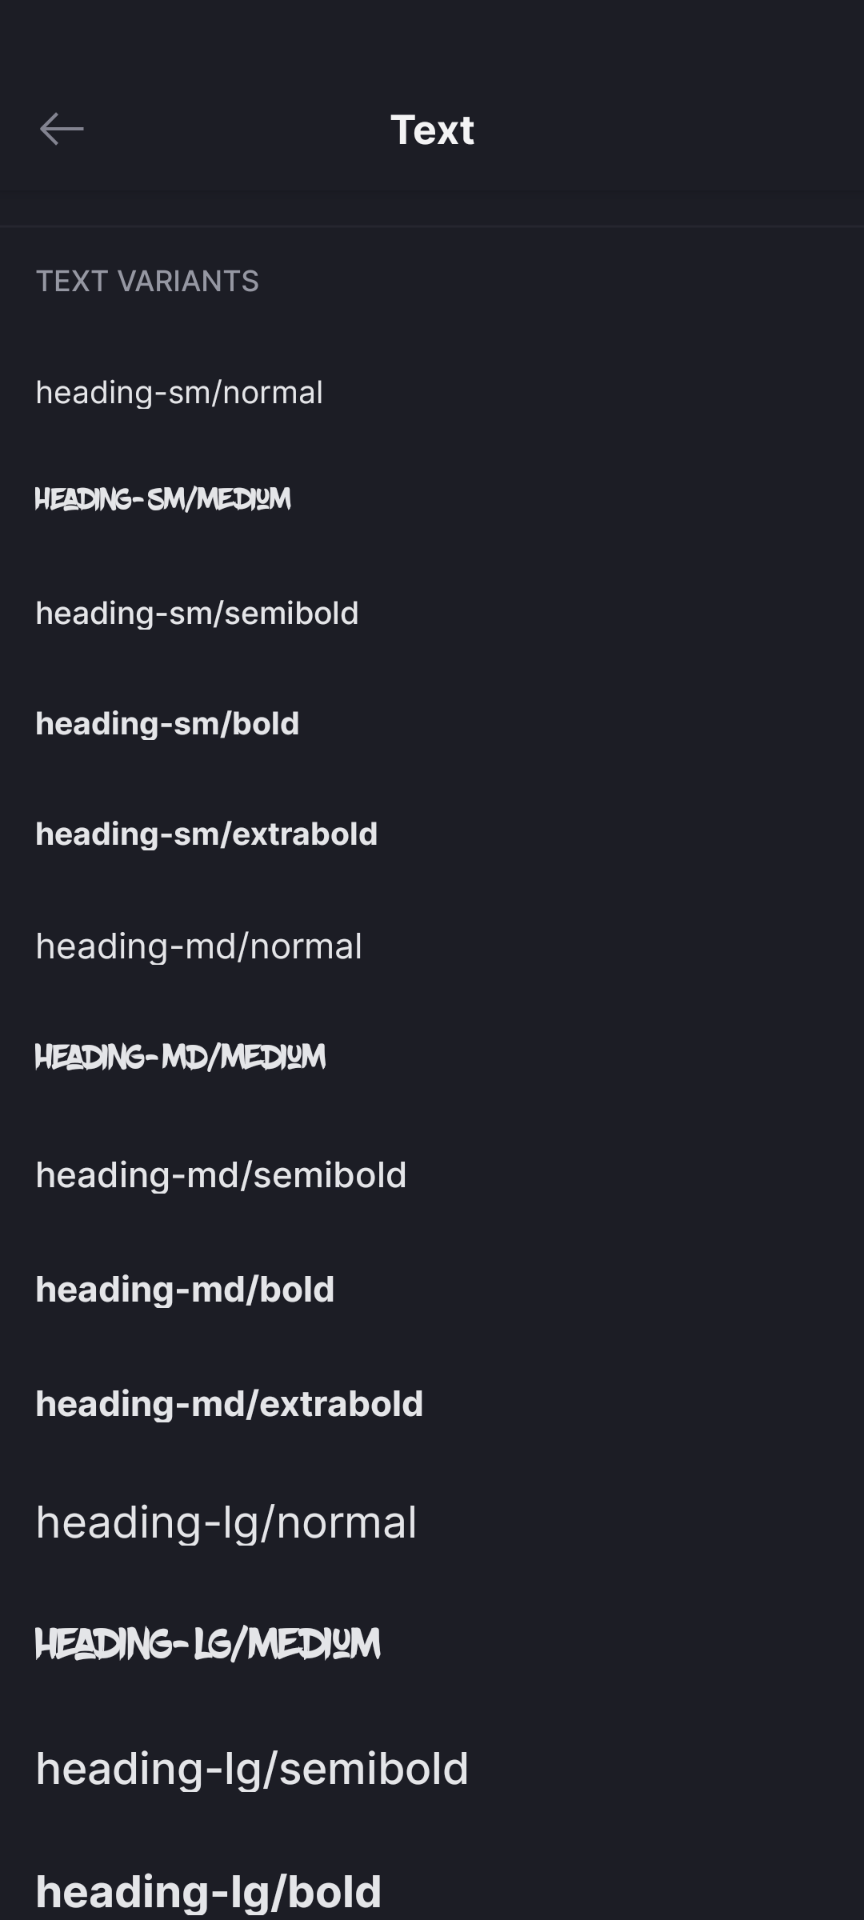 Text
TEXT VARIANTS
heading-sm/normal
HEADING-SM/MEDIUM
heading-sm/semibold
heading-sm/bold
heading-sm/extrabold
heading-md/normal
HEADING-MD/MEDIUM
heading-md/semibold
heading-md/bold
heading-md/extrabold
heading-lg/normal
HEADING-LG/MEDIUM
heading-lg/semibold
heading-lg/bold